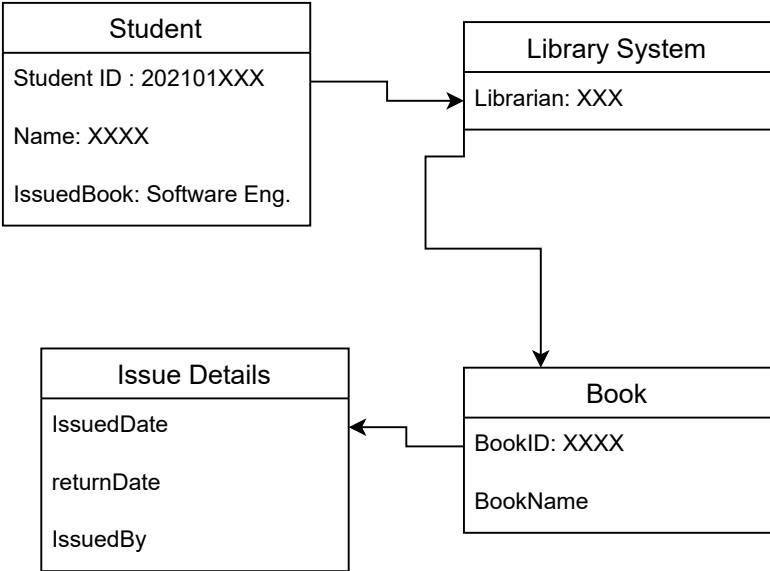 Student
Student ID : 202101XXX
Name: XXXX
IssuedBook: Software Eng.
Library System
Librarian: XXX
Issue Details
IssuedDate
returnDate
IssuedBy
Book
BookID: XXXX
BookName